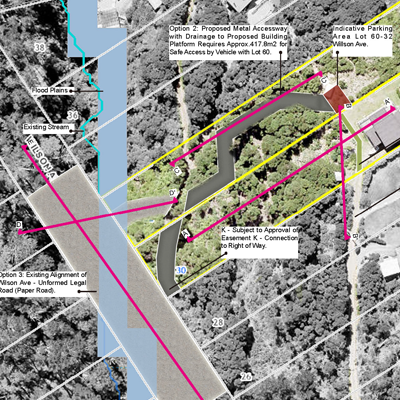 Option 2: Proposed Metal Accessway
with Drainage to Proposed Building
Platform Requires Approx.417.8m2 for
Safe Access by Vehicle with Lot 60.
Indicative Parking
Area Lot 60-32
Willson Ave.
38
Flood Plains
36
Existing Stream
K - Subject to Approval of
Easement K - Connection
to Right of Way.
30
Option 3: Existing Alignment of
Wilson Ave - Unformed Legal
Road (Paper Road).
28
26